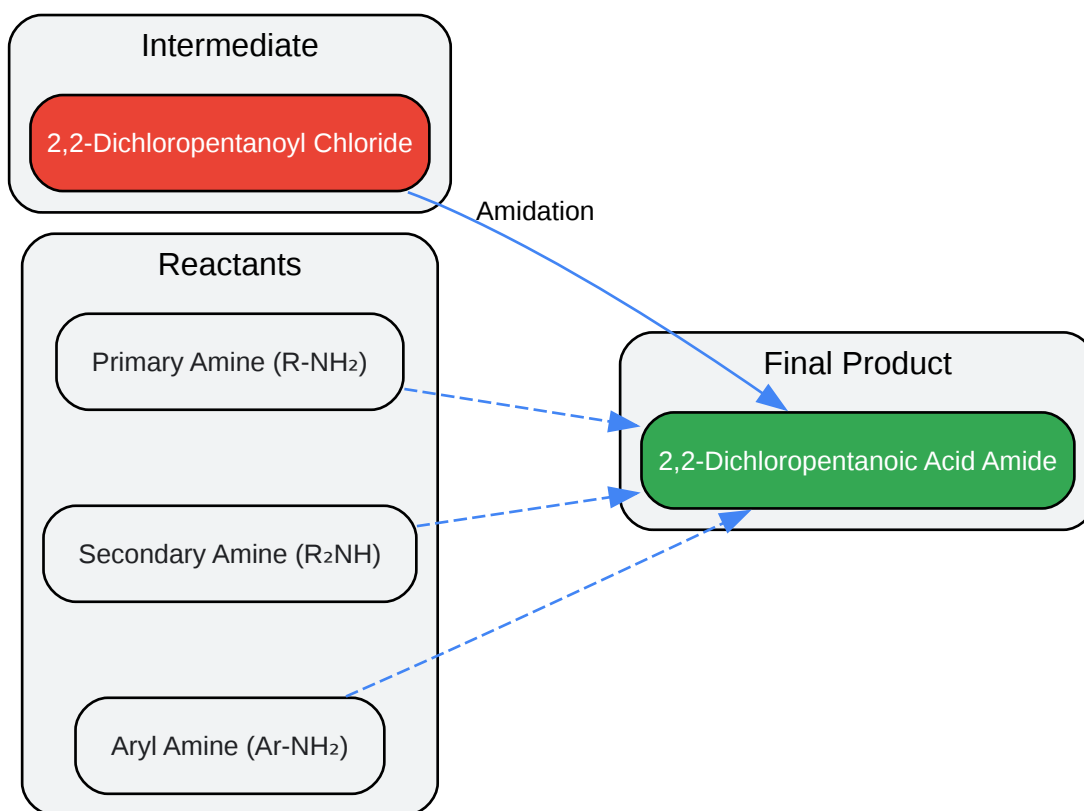 Intermediate
2,2-Dichloropentanoyl Chloride
Amidation
Reactants
Primary Amine (R-NH₂)
Secondary Amine (R₂NH)
Aryl Amine (Ar-NH₂)
Final Product
2,2-Dichloropentanoic Acid Amide